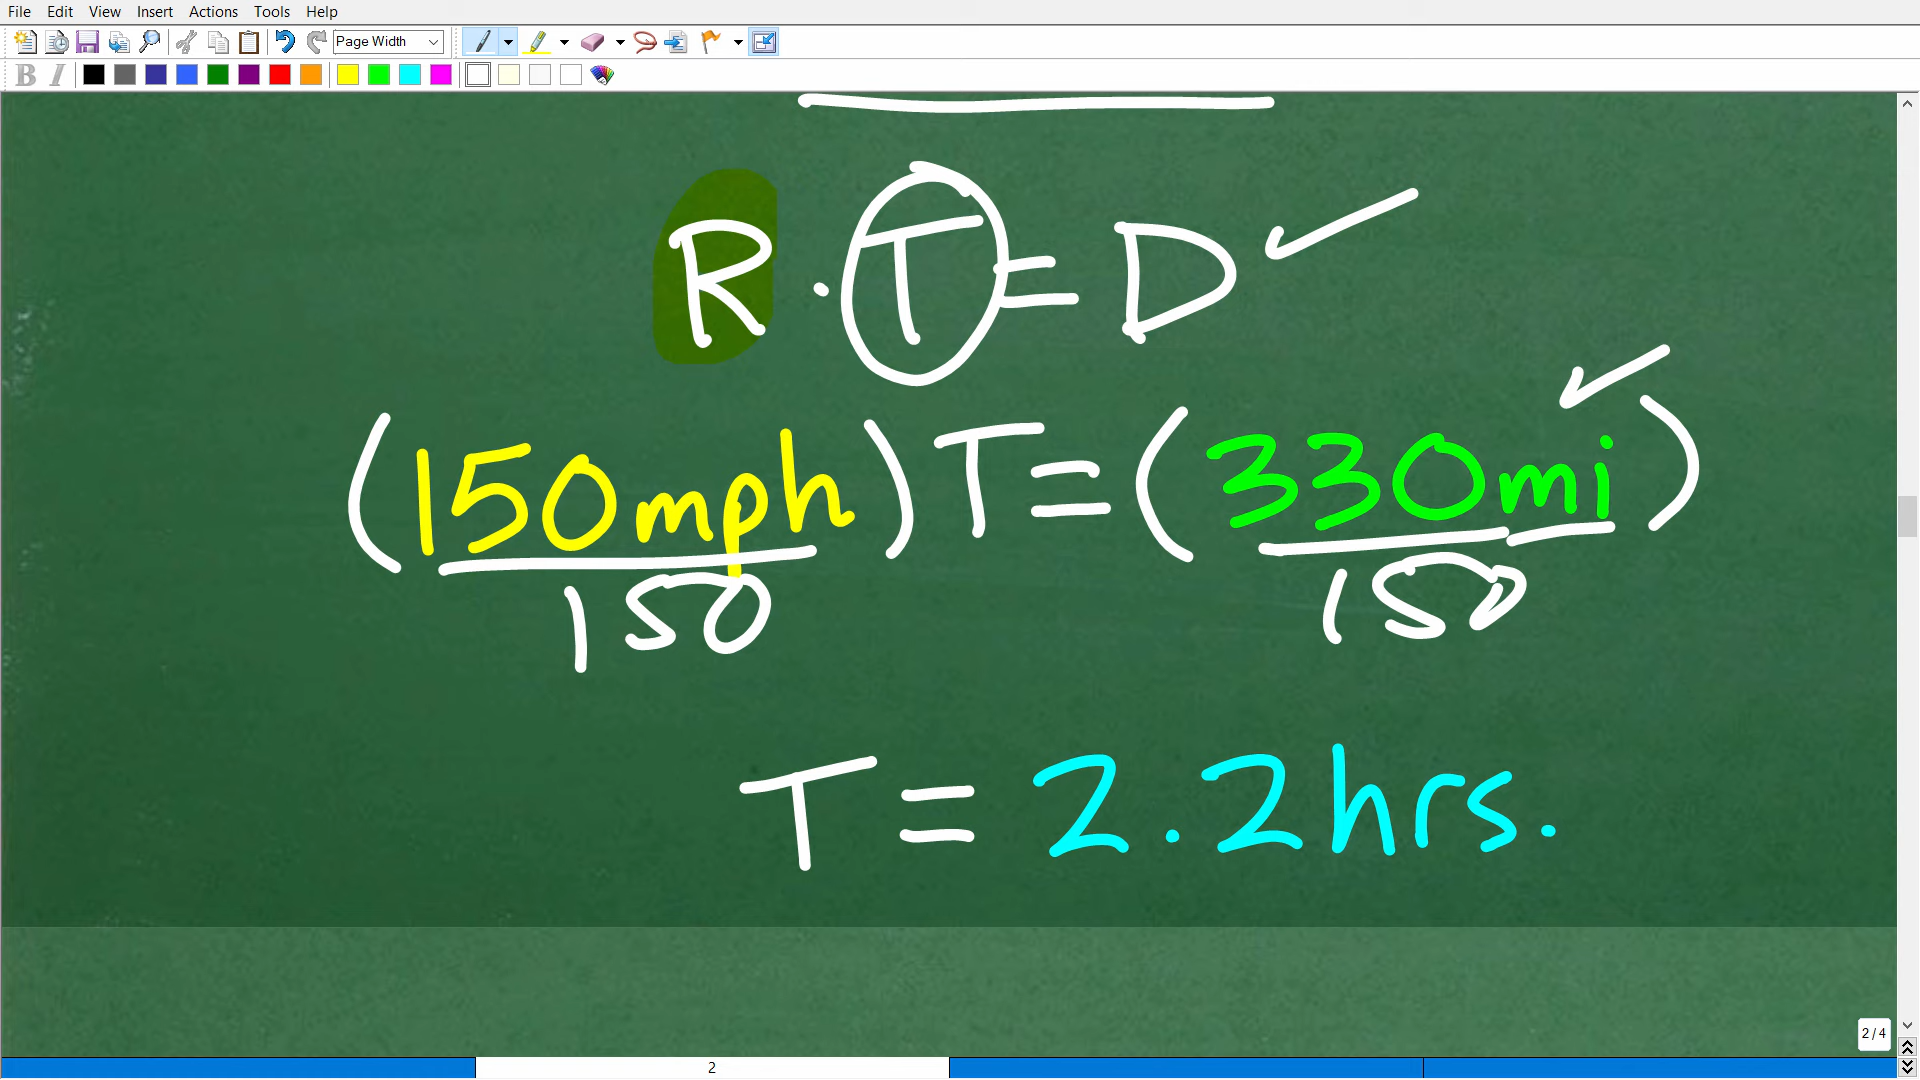 File Edit View Insert Actions Tools Help
Page Width
B I
R · T = D
(150mph) T = (330mi)
150 150
T = 2.2hrs.
2 / 4
2